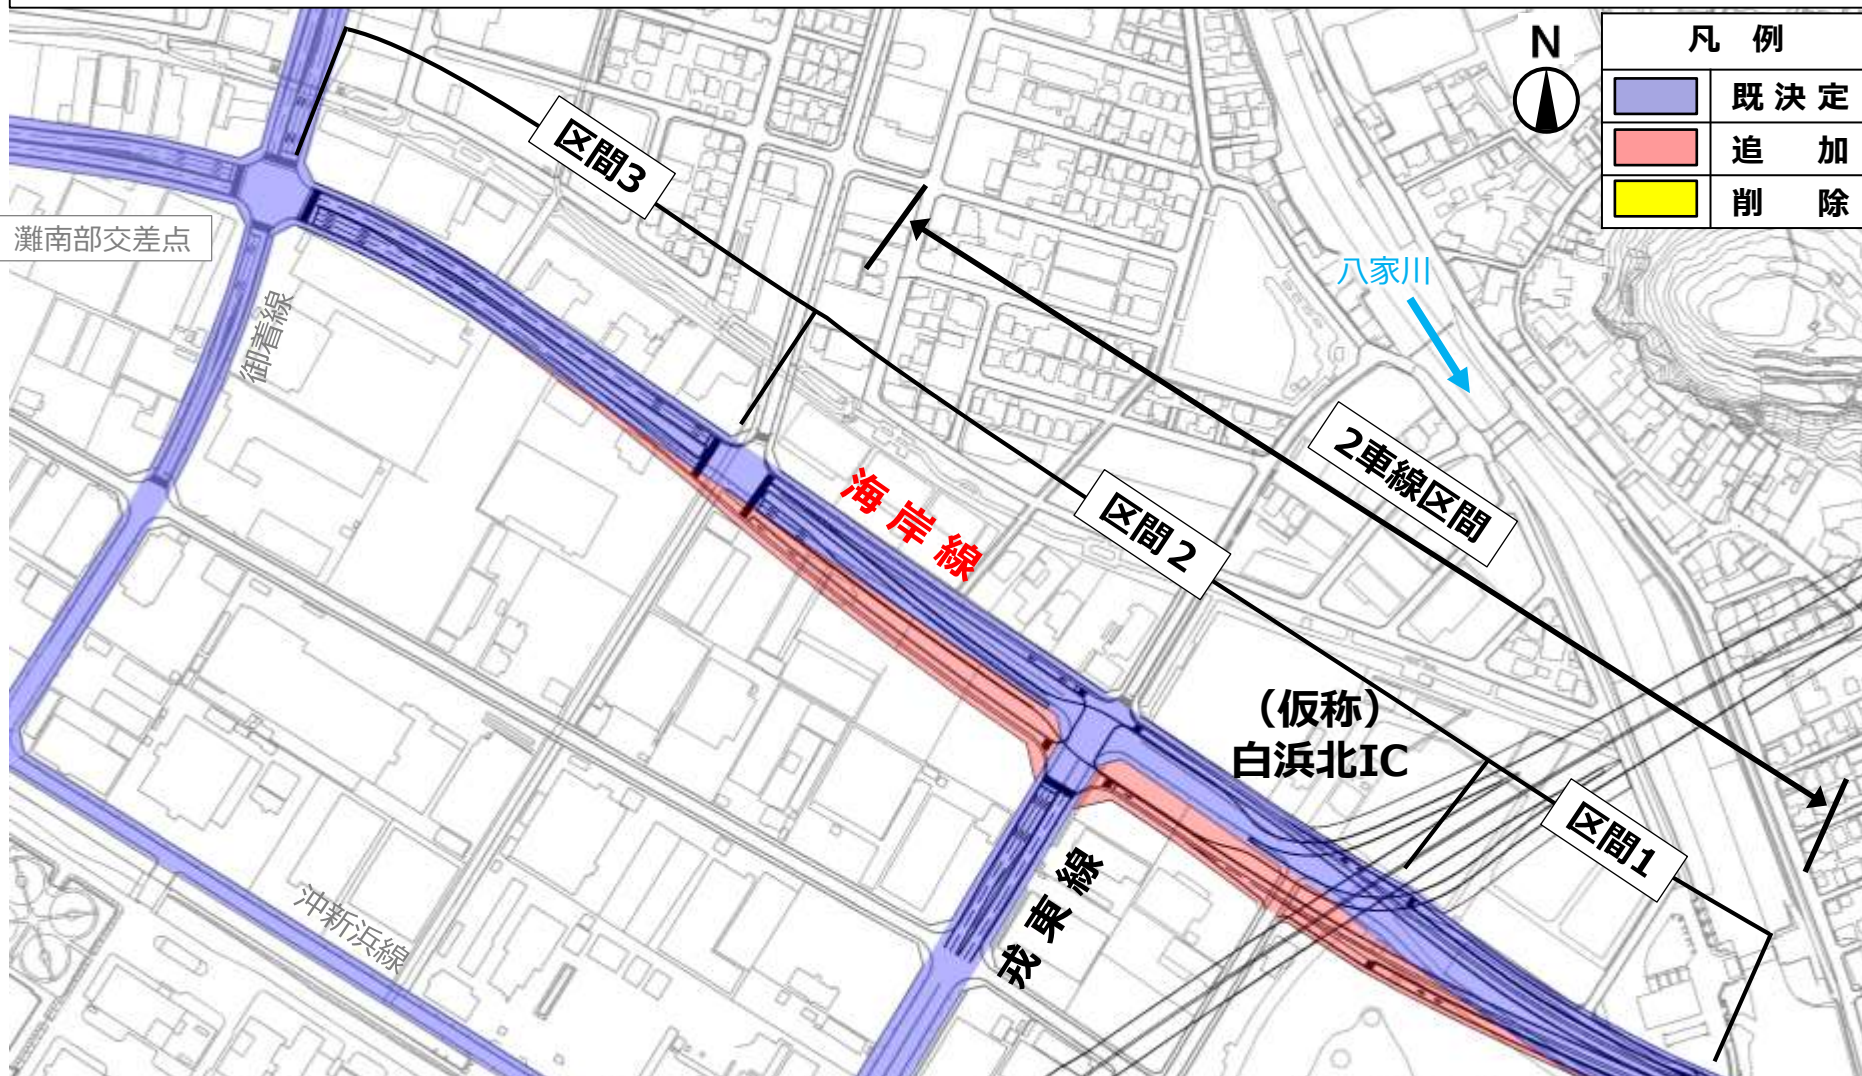 N
凡 例
既決定
追 加
削 除
区間3
灘南部交差点
八家川
御着線
2車線区間
海岸線
区間2
（仮称）
白浜北IC
区間1
戎東線
沖新浜線